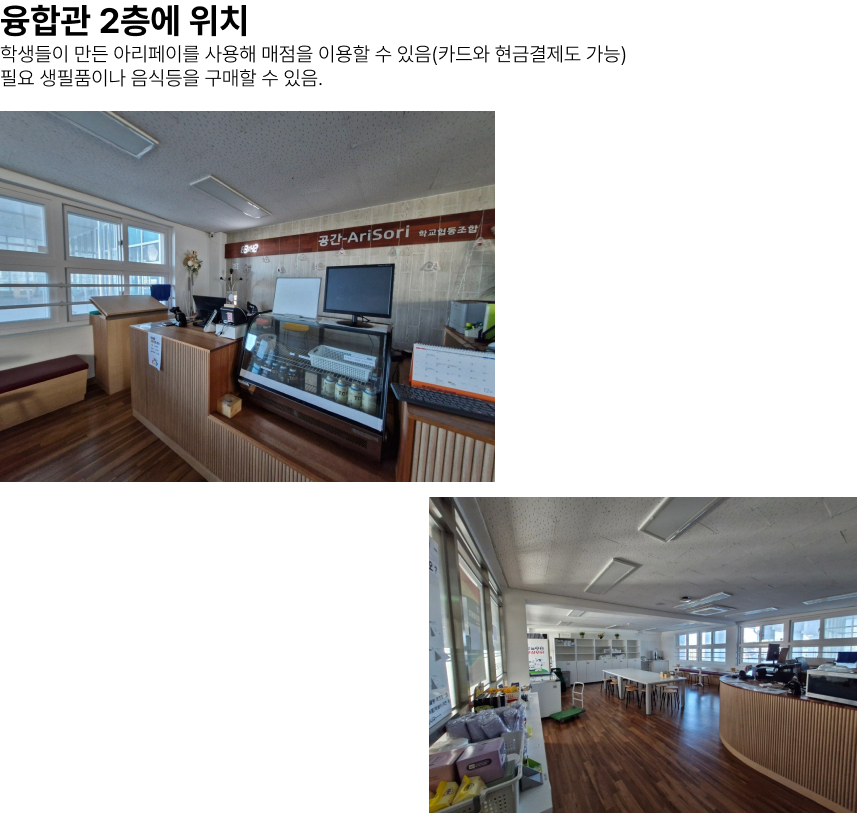 융합관 2층에 위치
학생들이 만든 아리페이를 사용해 매점을 이용할 수 있음(카드와 현금결제도 가능)
필요 생필품이나 음식등을 구매할 수 있음.
공간-AriSori 학교협동조합